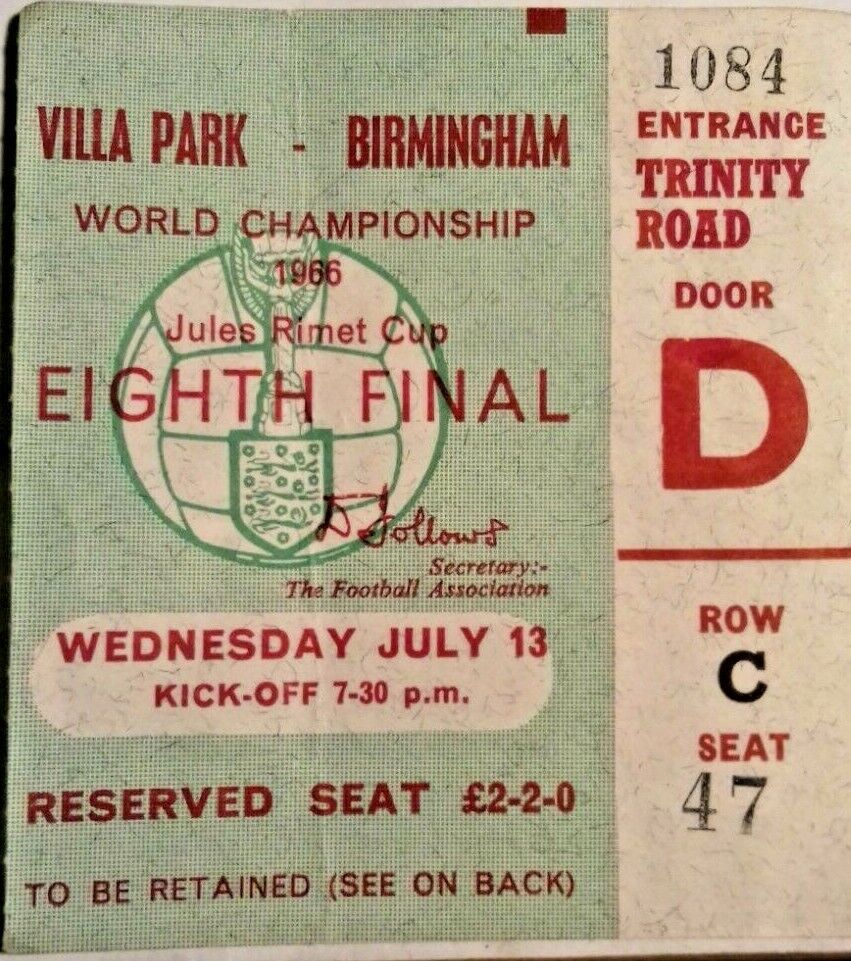 VILLA PARK - BIRMINGHAM
WORLD CHAMPIONSHIP
1966
Jules Rimet Cup
EIGHTH FINAL
D Follows
Secretary:-
The Football Association
WEDNESDAY JULY 13
KICK-OFF 7-30 p.m.
RESERVED SEAT £2-2-0
TO BE RETAINED (SEE ON BACK)
1084
ENTRANCE
TRINITY
ROAD
DOOR
D
ROW
C
SEAT
47